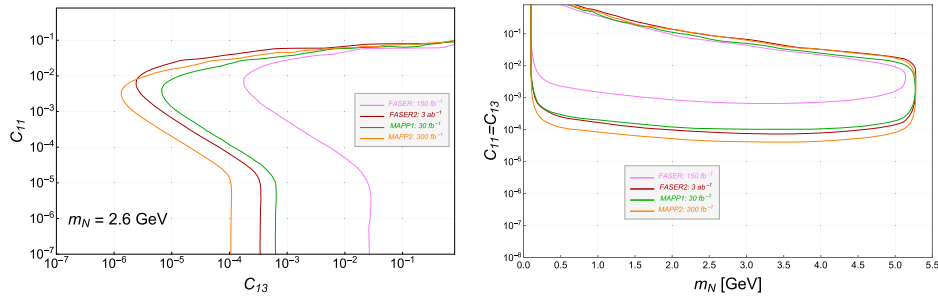 10⁻¹
10⁻²
10⁻³
10⁻⁴
10⁻⁵
10⁻⁶
10⁻⁷
C₁₁
FASER: 150 fb⁻¹
FASER2: 3 ab⁻¹
MAPP1: 30 fb⁻¹
MAPP2: 300 fb⁻¹
m_N = 2.6 GeV
10⁻⁷ 10⁻⁶ 10⁻⁵ 10⁻⁴ 10⁻³ 10⁻² 10⁻¹
C₁₃
10⁻¹
10⁻²
10⁻³
10⁻⁴
10⁻⁵
10⁻⁶
10⁻⁷
10⁻⁸
C₁₁=C₁₃
FASER: 150 fb⁻¹
FASER2: 3 ab⁻¹
MAPP1: 30 fb⁻¹
MAPP2: 300 fb⁻¹
0.0 0.5 1.0 1.5 2.0 2.5 3.0 3.5 4.0 4.5 5.0 5.5
m_N [GeV]